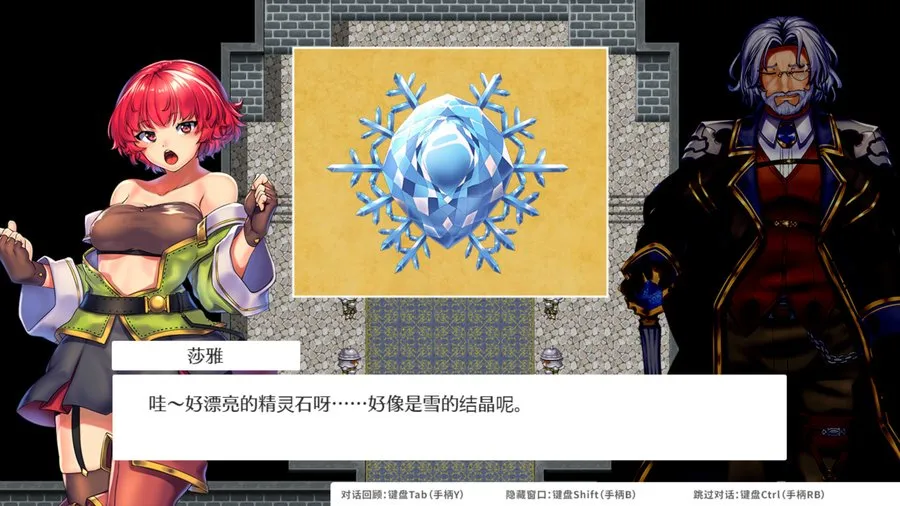 莎雅
哇～好漂亮的精灵石呀……好像是雪的结晶呢。
对话回顾：键盘Tab（手柄Y） 隐藏窗口：键盘Shift（手柄B） 跳过对话：键盘Ctrl（手柄RB）